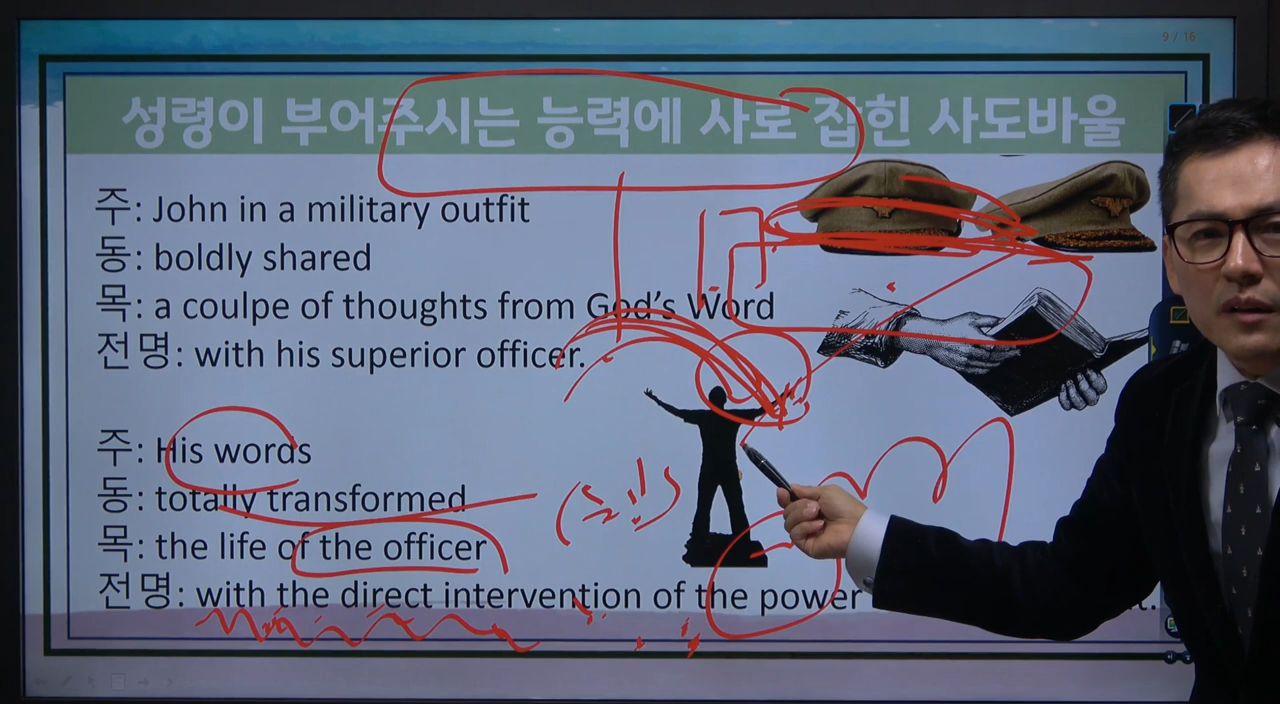 9 / 16
성령이 부어주시는 능력에 사로 잡힌 사도바울
주: John in a military outfit
동: boldly shared
목: a coulpe of thoughts from God's Word
전명: with his superior officer.
주: His words
동: totally transformed
목: the life of the officer
전명: with the direct intervention of the power
t.